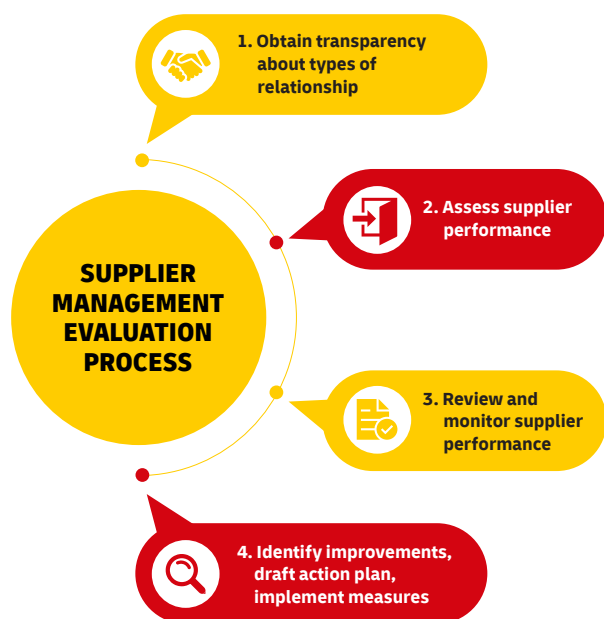 1. Obtain transparency
about types of
relationship
2. Assess supplier
performance
SUPPLIER
MANAGEMENT
EVALUATION
PROCESS
3. Review and
monitor supplier
performance
4. Identify improvements,
draft action plan,
implement measures